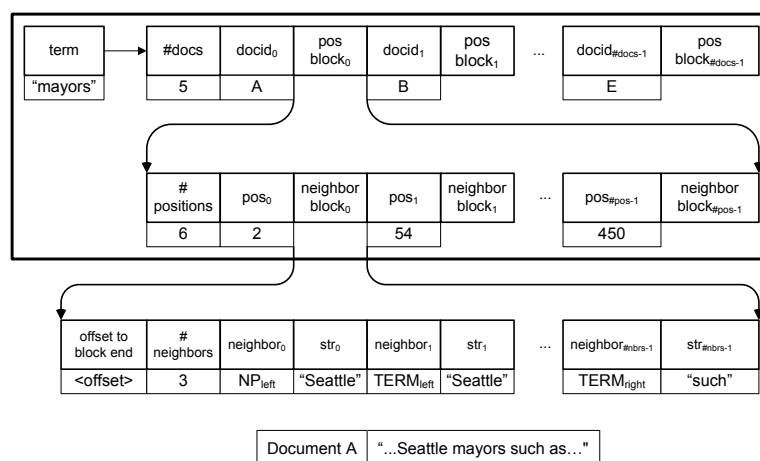 term #docs docid0 pos block0 docid1 pos block1 ... docid#docs-1 pos block#docs-1
“mayors” 5 A B E
# positions pos0 neighbor block0 pos1 neighbor block1 ... pos#pos-1 neighbor block#pos-1
6 2 54 450
offset to block end # neighbors neighbor0 str0 neighbor1 str1 ... neighbor#nbrs-1 str#nbrs-1
<offset> 3 NPleft “Seattle” TERMleft “Seattle” TERMright “such”
Document A “...Seattle mayors such as…"